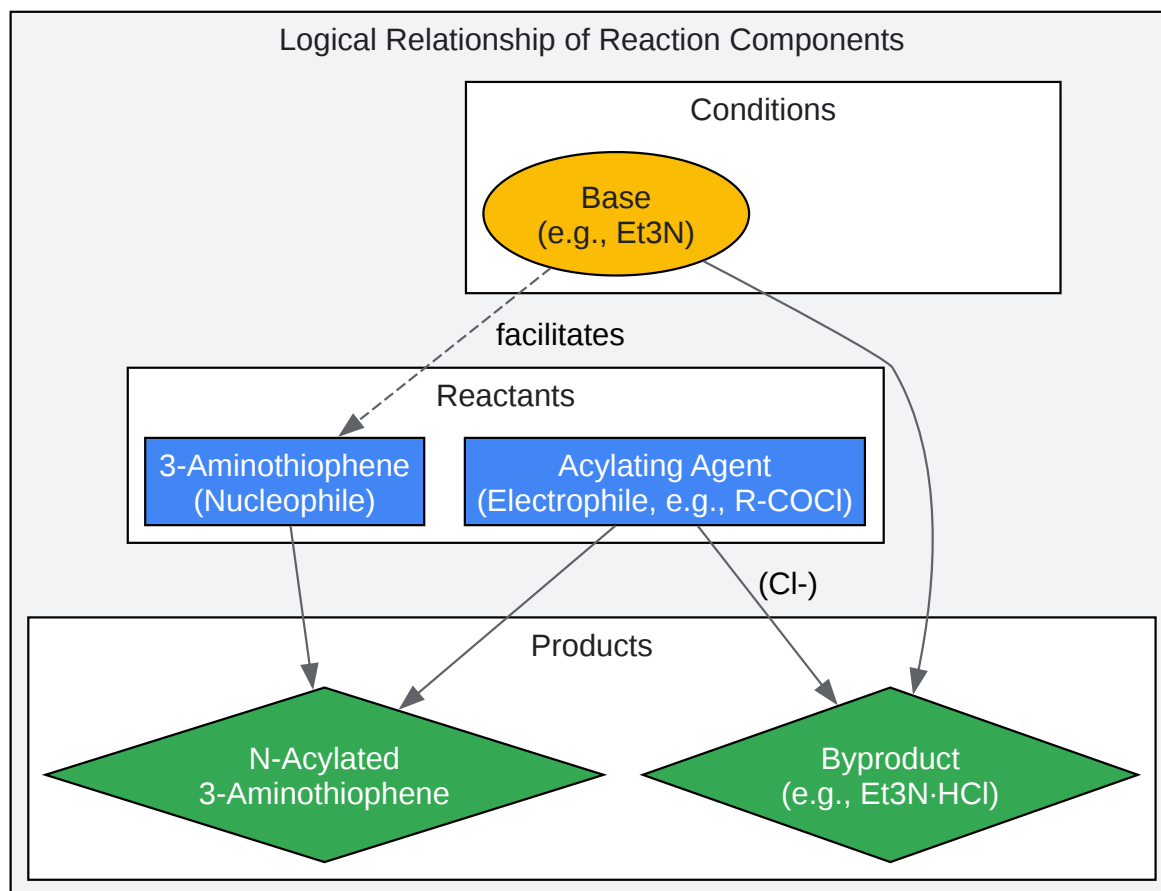 Logical Relationship of Reaction Components
Conditions
Base
(e.g., Et3N)
facilitates
Reactants
3-Aminothiophene
(Nucleophile)
Acylating Agent
(Electrophile, e.g., R-COCl)
(Cl-)
Products
N-Acylated
3-Aminothiophene
Byproduct
(e.g., Et3N·HCl)